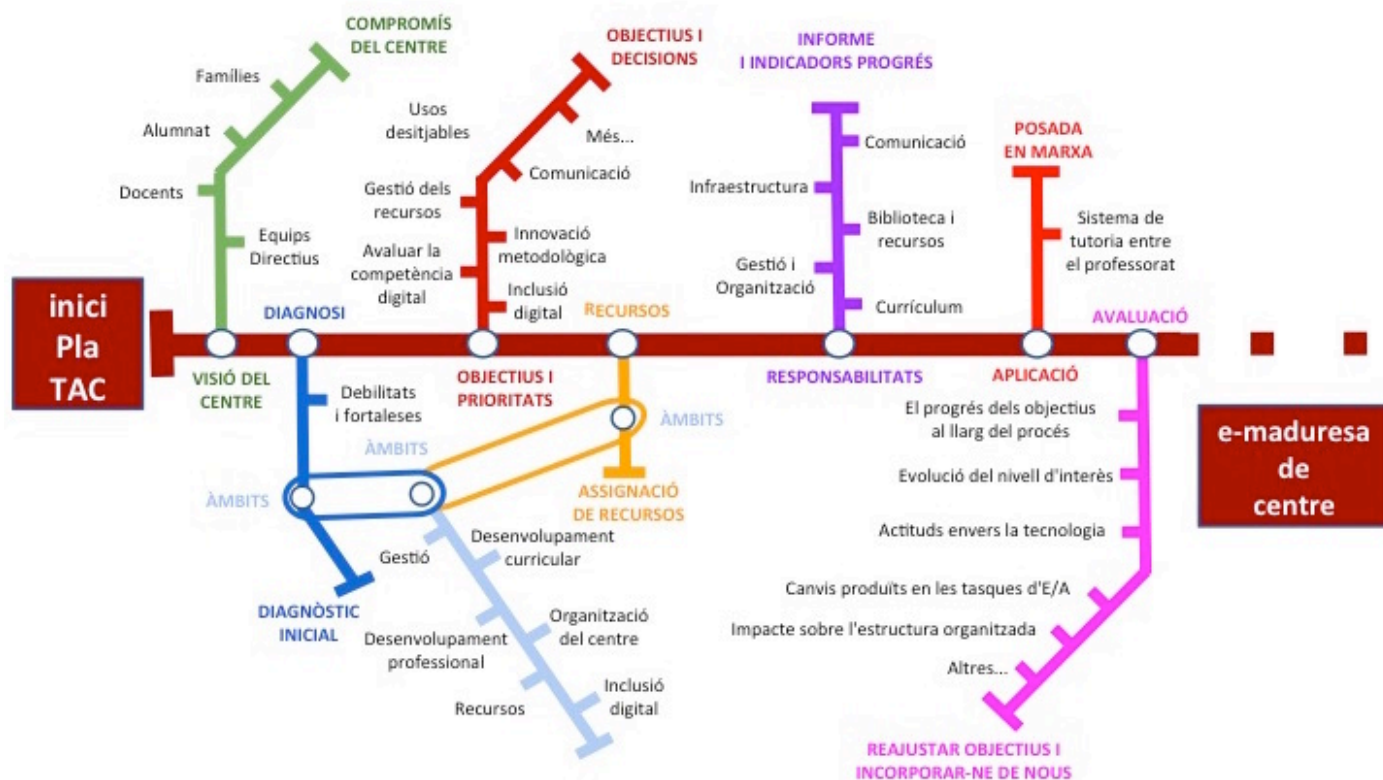 COMPROMÍS
DEL CENTRE
Famílies
Alumnat
Docents
Equips
Directius
OBJECTIUS I
DECISIONS
Usos
desitjables
Més...
Comunicació
Gestió dels
recursos
Innovació
metodològica
Avaluar la
competència
digital
Inclusió
digital
INFORME
I INDICADORS PROGRÉS
Comunicació
Infraestructura
Biblioteca i
recursos
Gestió i
Organització
Currículum
POSADA
EN MARXA
Sistema de
tutoria entre
el professorat
inici
Pla
TAC
VISIÓ DEL
CENTRE
DIAGNOSI
OBJECTIUS I
PRIORITATS
RECURSOS
RESPONSABILITATS
APLICACIÓ
AVALUACIÓ
e-maduresa
de
centre
Debilitats
i fortaleses
ÀMBITS
ÀMBITS
ÀMBITS
DIAGNÒSTIC
INICIAL
ASSIGNACIÓ
DE RECURSOS
Gestió
Desenvolupament
curricular
Organització
del centre
Desenvolupament
professional
Recursos
Inclusió
digital
El progrés dels objectius
al llarg del procés
Evolució del nivell d'interès
Actituds envers la tecnologia
Canvis produïts en les tasques d'E/A
Impacte sobre l'estructura organitzada
Altres...
REAJUSTAR OBJECTIUS I
INCORPORAR-NE DE NOUS